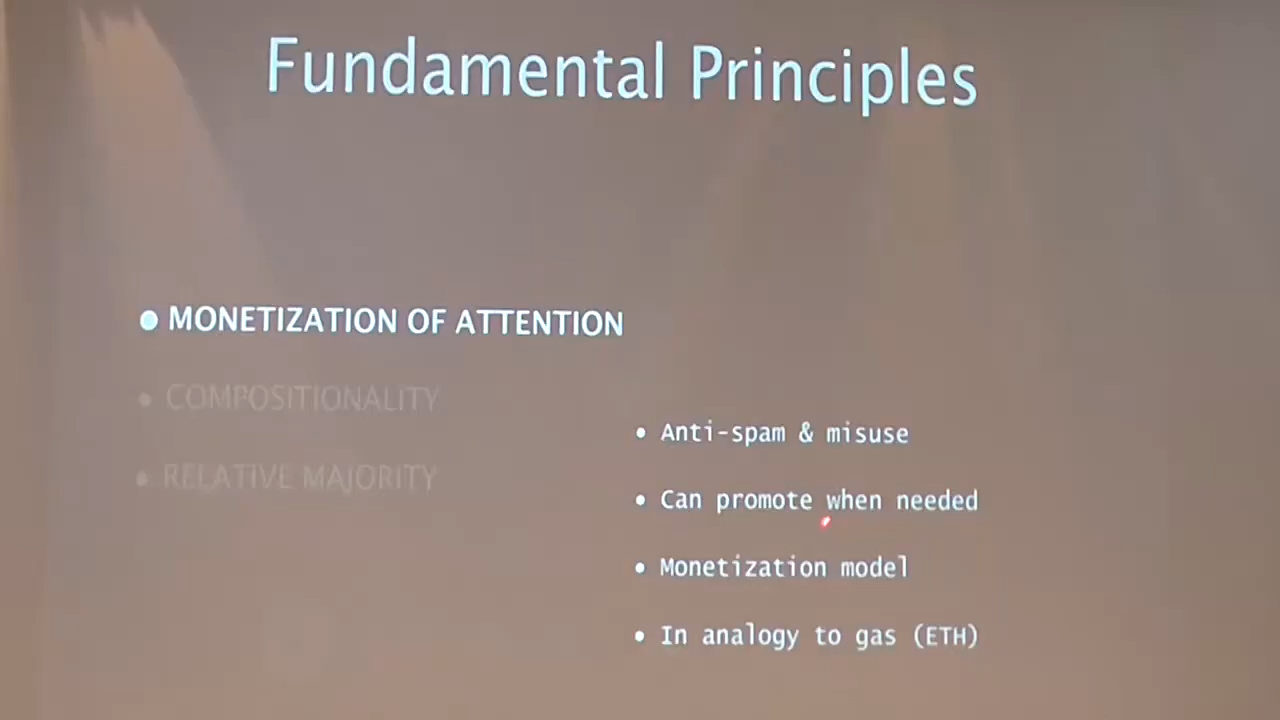 Fundamental Principles
• MONETIZATION OF ATTENTION
• COMPOSITIONALITY
• RELATIVE MAJORITY
• Anti-spam & misuse
• Can promote when needed
• Monetization model
• In analogy to gas (ETH)